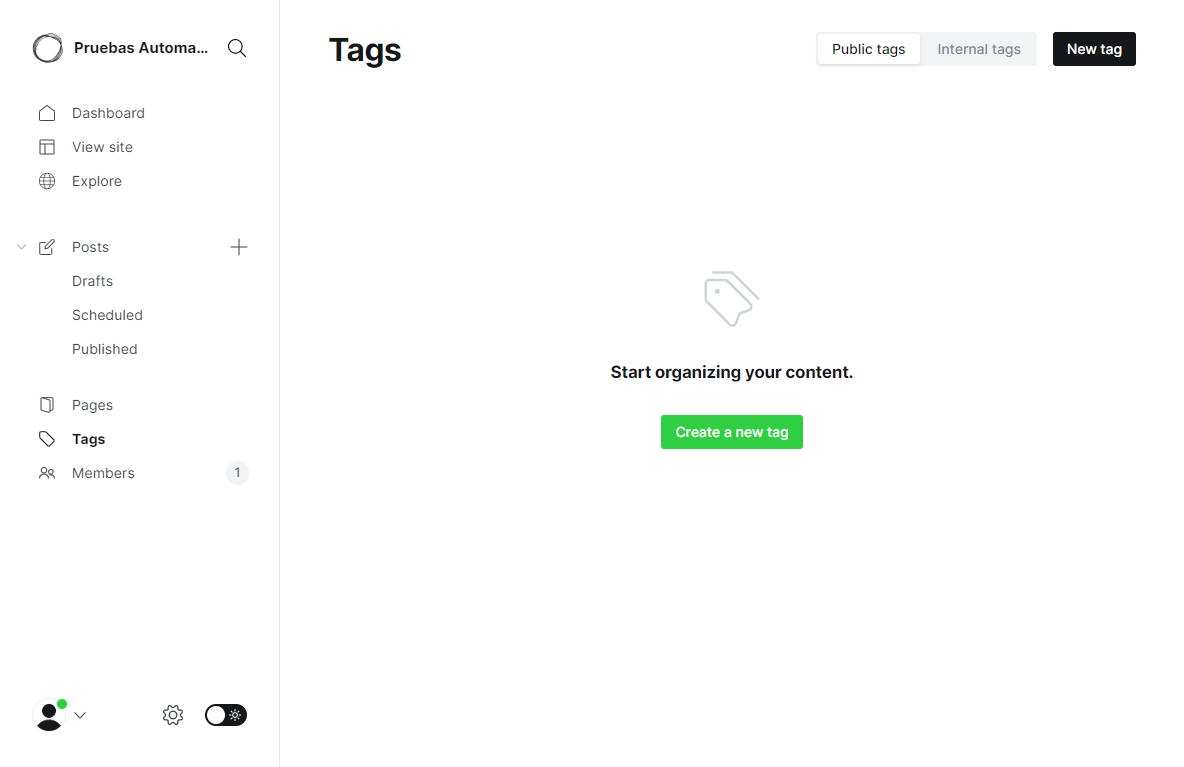 Pruebas Automa...
Dashboard
View site
Explore
Posts
Drafts
Scheduled
Published
Pages
Tags
Members 1
Tags
Public tags Internal tags New tag
Start organizing your content.
Create a new tag